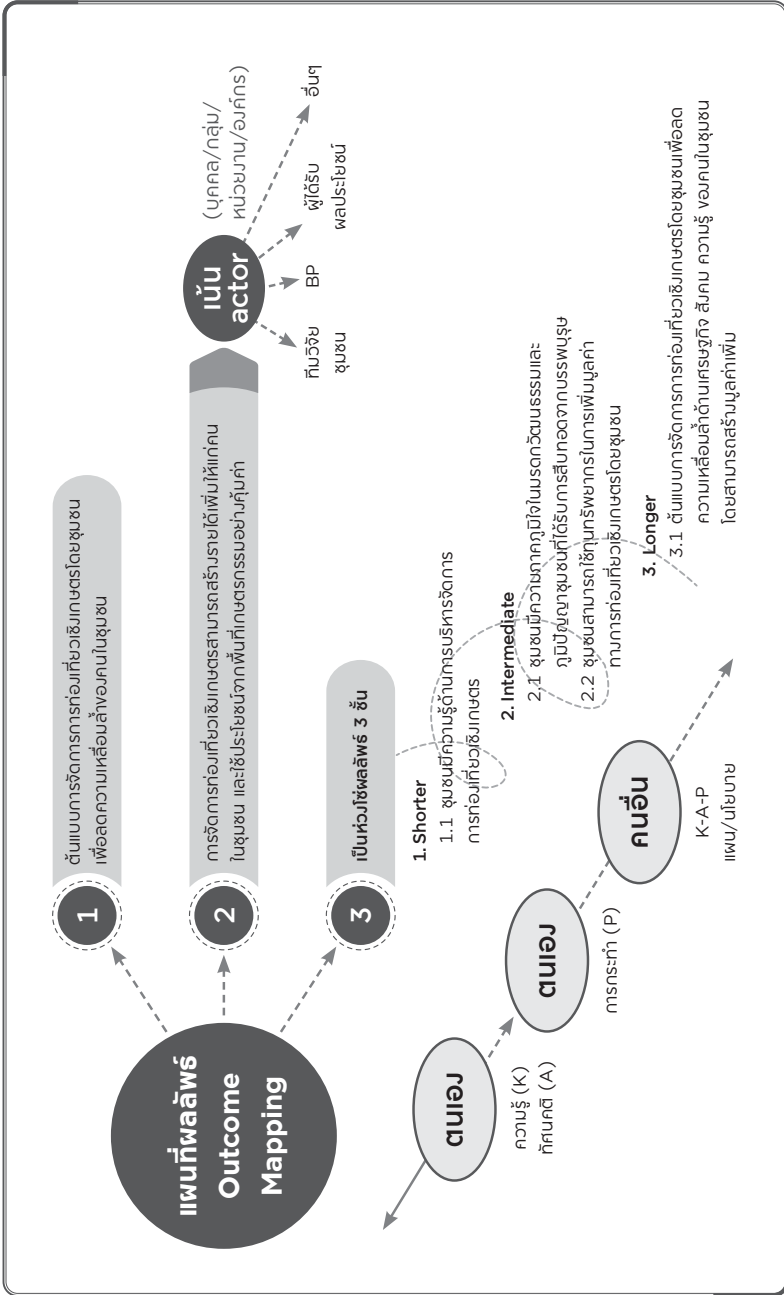 แผนที่ผลลัพธ์
Outcome
Mapping
1
ต้นแบบการจัดการการท่องเที่ยวเชิงเกษตรโดยชุมชน
เพื่อลดความเหลื่อมล้ำของคนในชุมชน
2
การจัดการท่องเที่ยวเชิงเกษตรสามารถสร้างรายได้เพิ่มให้แก่คน
ในชุมชน และใช้ประโยชน์จากพื้นที่เกษตรกรรมอย่างคุ้มค่า
เน้น
actor
(บุคคล/กลุ่ม/
หน่วยงาน/องค์กร)
ทีมวิจัย
ชุมชน
BP
ผู้ได้รับ
ผลประโยชน์
อื่นๆ
3
เป็นห่วงโซ่ผลลัพธ์ 3 ชั้น
1. Shorter
1.1 ชุมชนมีความรู้ด้านการบริหารจัดการ
การท่องเที่ยวเชิงเกษตร
2. Intermediate
2.1 ชุมชนมีความภาคภูมิใจในมรดกวัฒนธรรมและ
ภูมิปัญญาชุมชนที่ได้รับการสืบทอดจากบรรพบุรุษ
2.2 ชุมชนสามารถใช้ทุนทรัพยากรในการเพิ่มมูลค่า
ทางการท่องเที่ยวเชิงเกษตรโดยชุมชน
3. Longer
3.1 ต้นแบบการจัดการการท่องเที่ยวเชิงเกษตรโดยชุมชนเพื่อลด
ความเหลื่อมล้ำด้านเศรษฐกิจ สังคม ความรู้ ของคนในชุมชน
โดยสามารถสร้างมูลค่าเพิ่ม
ตนเอง
ความรู้ (K)
ทัศนคติ (A)
ตนเอง
การกระทำ (P)
คนอื่น
K-A-P
แผน/นโยบาย